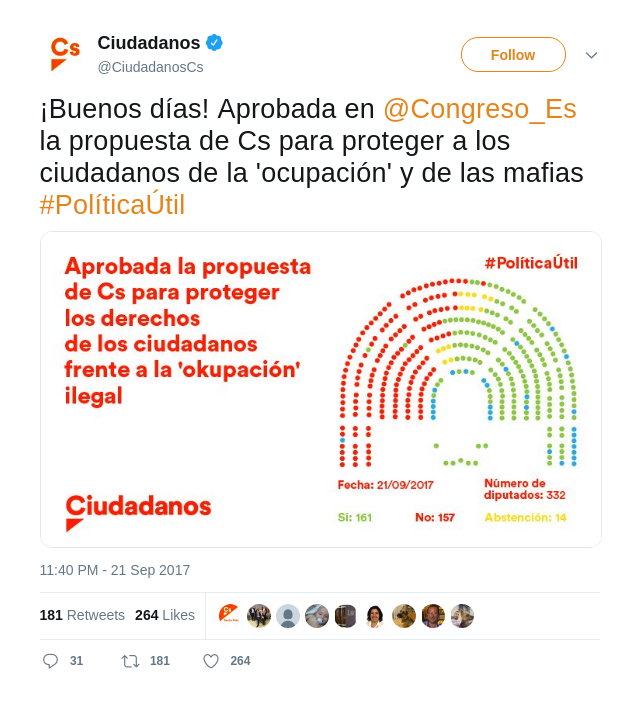 Cs
Ciudadanos
@CiudadanosCs
Follow
¡Buenos días! Aprobada en @Congreso_Es
la propuesta de Cs para proteger a los
ciudadanos de la 'ocupación' y de las mafias
#PolíticaÚtil
Aprobada la propuesta
de Cs para proteger
los derechos
de los ciudadanos
frente a la 'okupación'
ilegal
#PolíticaÚtil
Ciudadanos
Fecha: 21/09/2017
Número de
diputados: 332
Sí: 161
No: 157
Abstención: 14
11:40 PM - 21 Sep 2017
181 Retweets 264 Likes
Cs
31 181 264